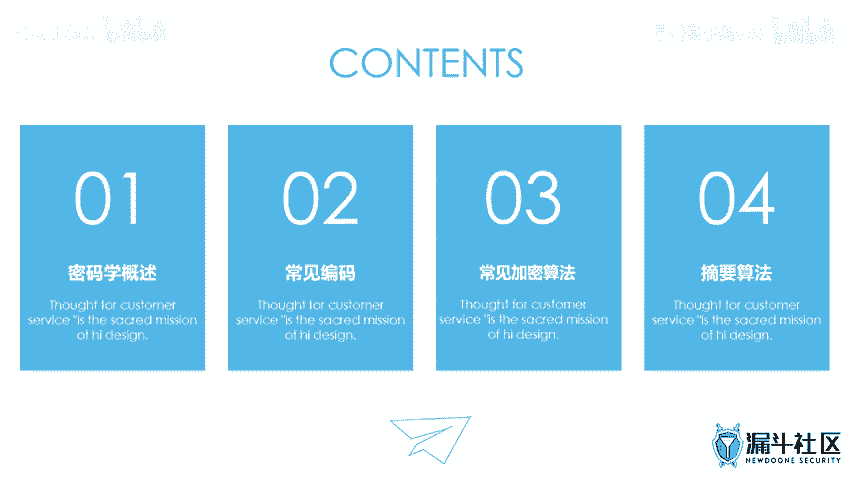 CONTENTS
01
密码学概述
Thought for customer
service "is the sacred mission
of hi design.
02
常见编码
Thought for customer
service "is the sacred mission
of hi design.
03
常见加密算法
Thought for customer
service "is the sacred mission
of hi design.
04
摘要算法
Thought for customer
service "is the sacred mission
of hi design.
漏斗社区
NEWDOONE SECURITY